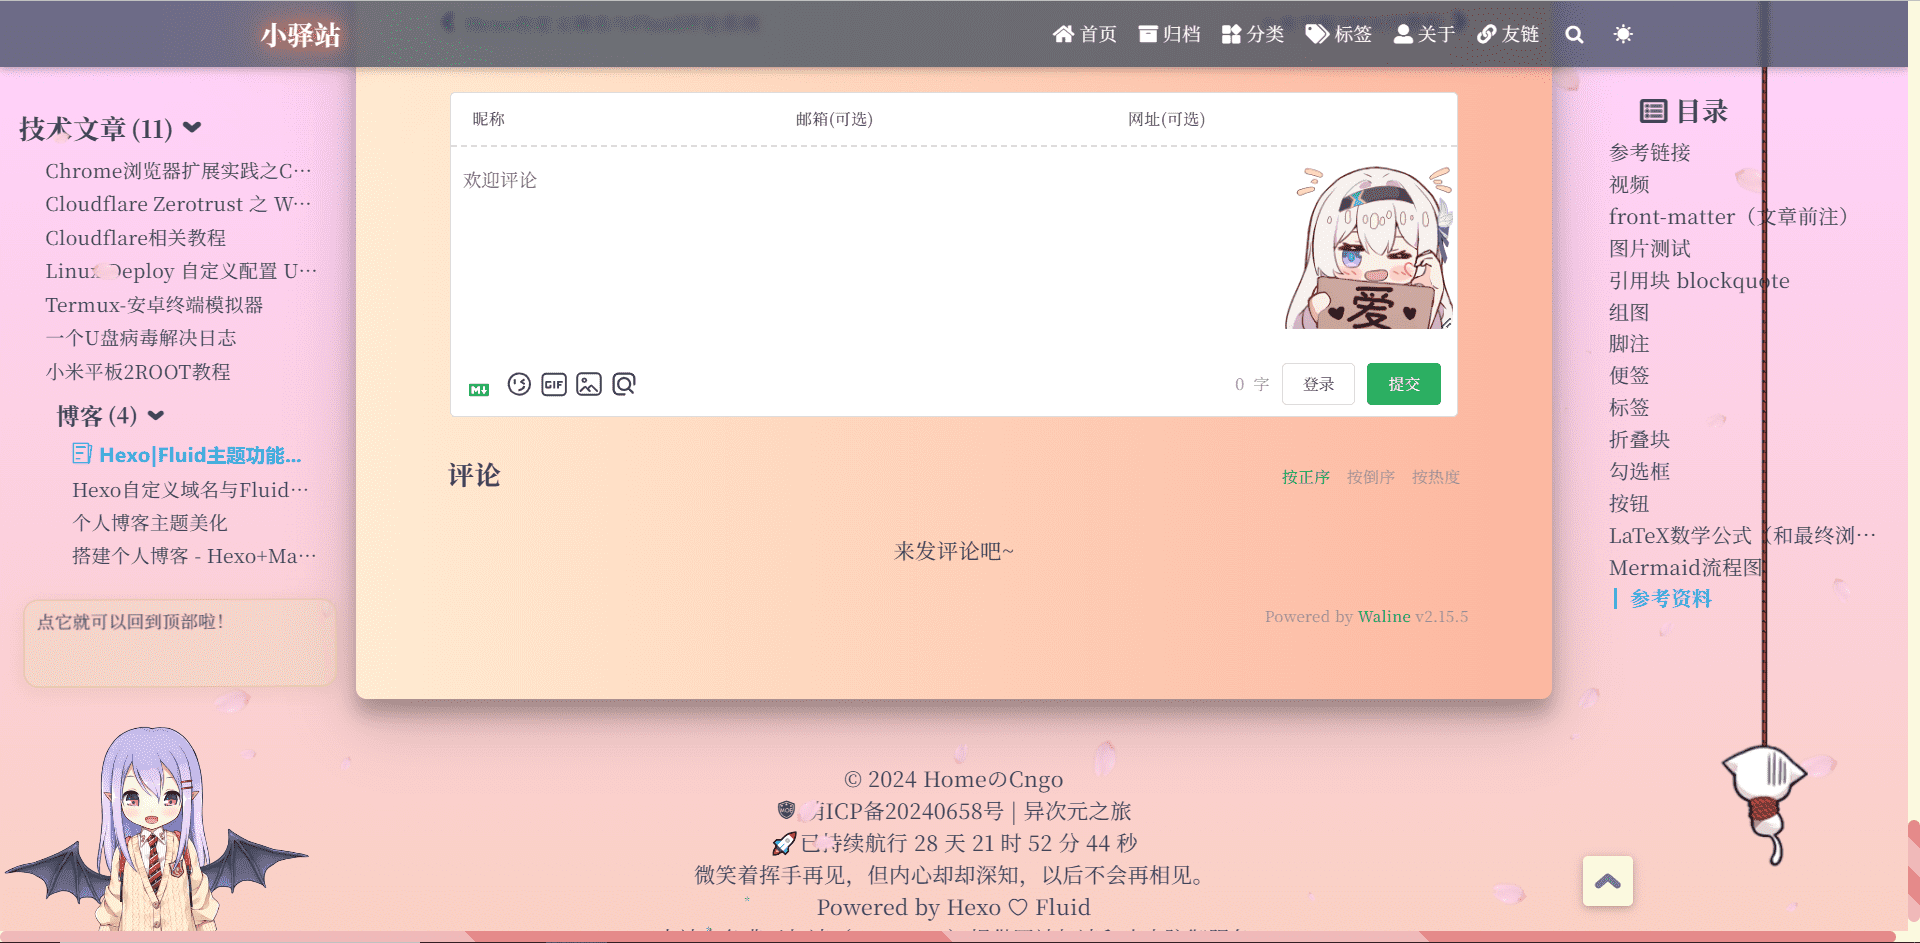 小驿站
首页 归档 分类 标签 关于 友链
技术文章 (11)
Chrome浏览器扩展实践之C…
Cloudflare Zerotrust 之 W…
Cloudflare相关教程
Linux Deploy 自定义配置 U…
Termux-安卓终端模拟器
一个U盘病毒解决日志
小米平板2ROOT教程
博客 (4)
Hexo|Fluid主题功能...
Hexo自定义域名与Fluid…
个人博客主题美化
搭建个人博客 - Hexo+Ma…
点它就可以回到顶部啦！
昵称 邮箱(可选) 网址(可选)
欢迎评论
爱
M↓ GIF
0 字 登录 提交
评论
按正序 按倒序 按热度
来发评论吧~
Powered by Waline v2.15.5
目录
参考链接
视频
front-matter（文章前注）
图片测试
引用块 blockquote
组图
脚注
便签
标签
折叠块
勾选框
按钮
LaTeX数学公式（和最终浏…
Mermaid流程图
参考资料
© 2024 HomeのCngo
ICP备20240658号 | 异次元之旅
已持续航行 28 天 21 时 52 分 44 秒
微笑着挥手再见，但内心却却深知，以后不会再相见。
Powered by Hexo ♡ Fluid